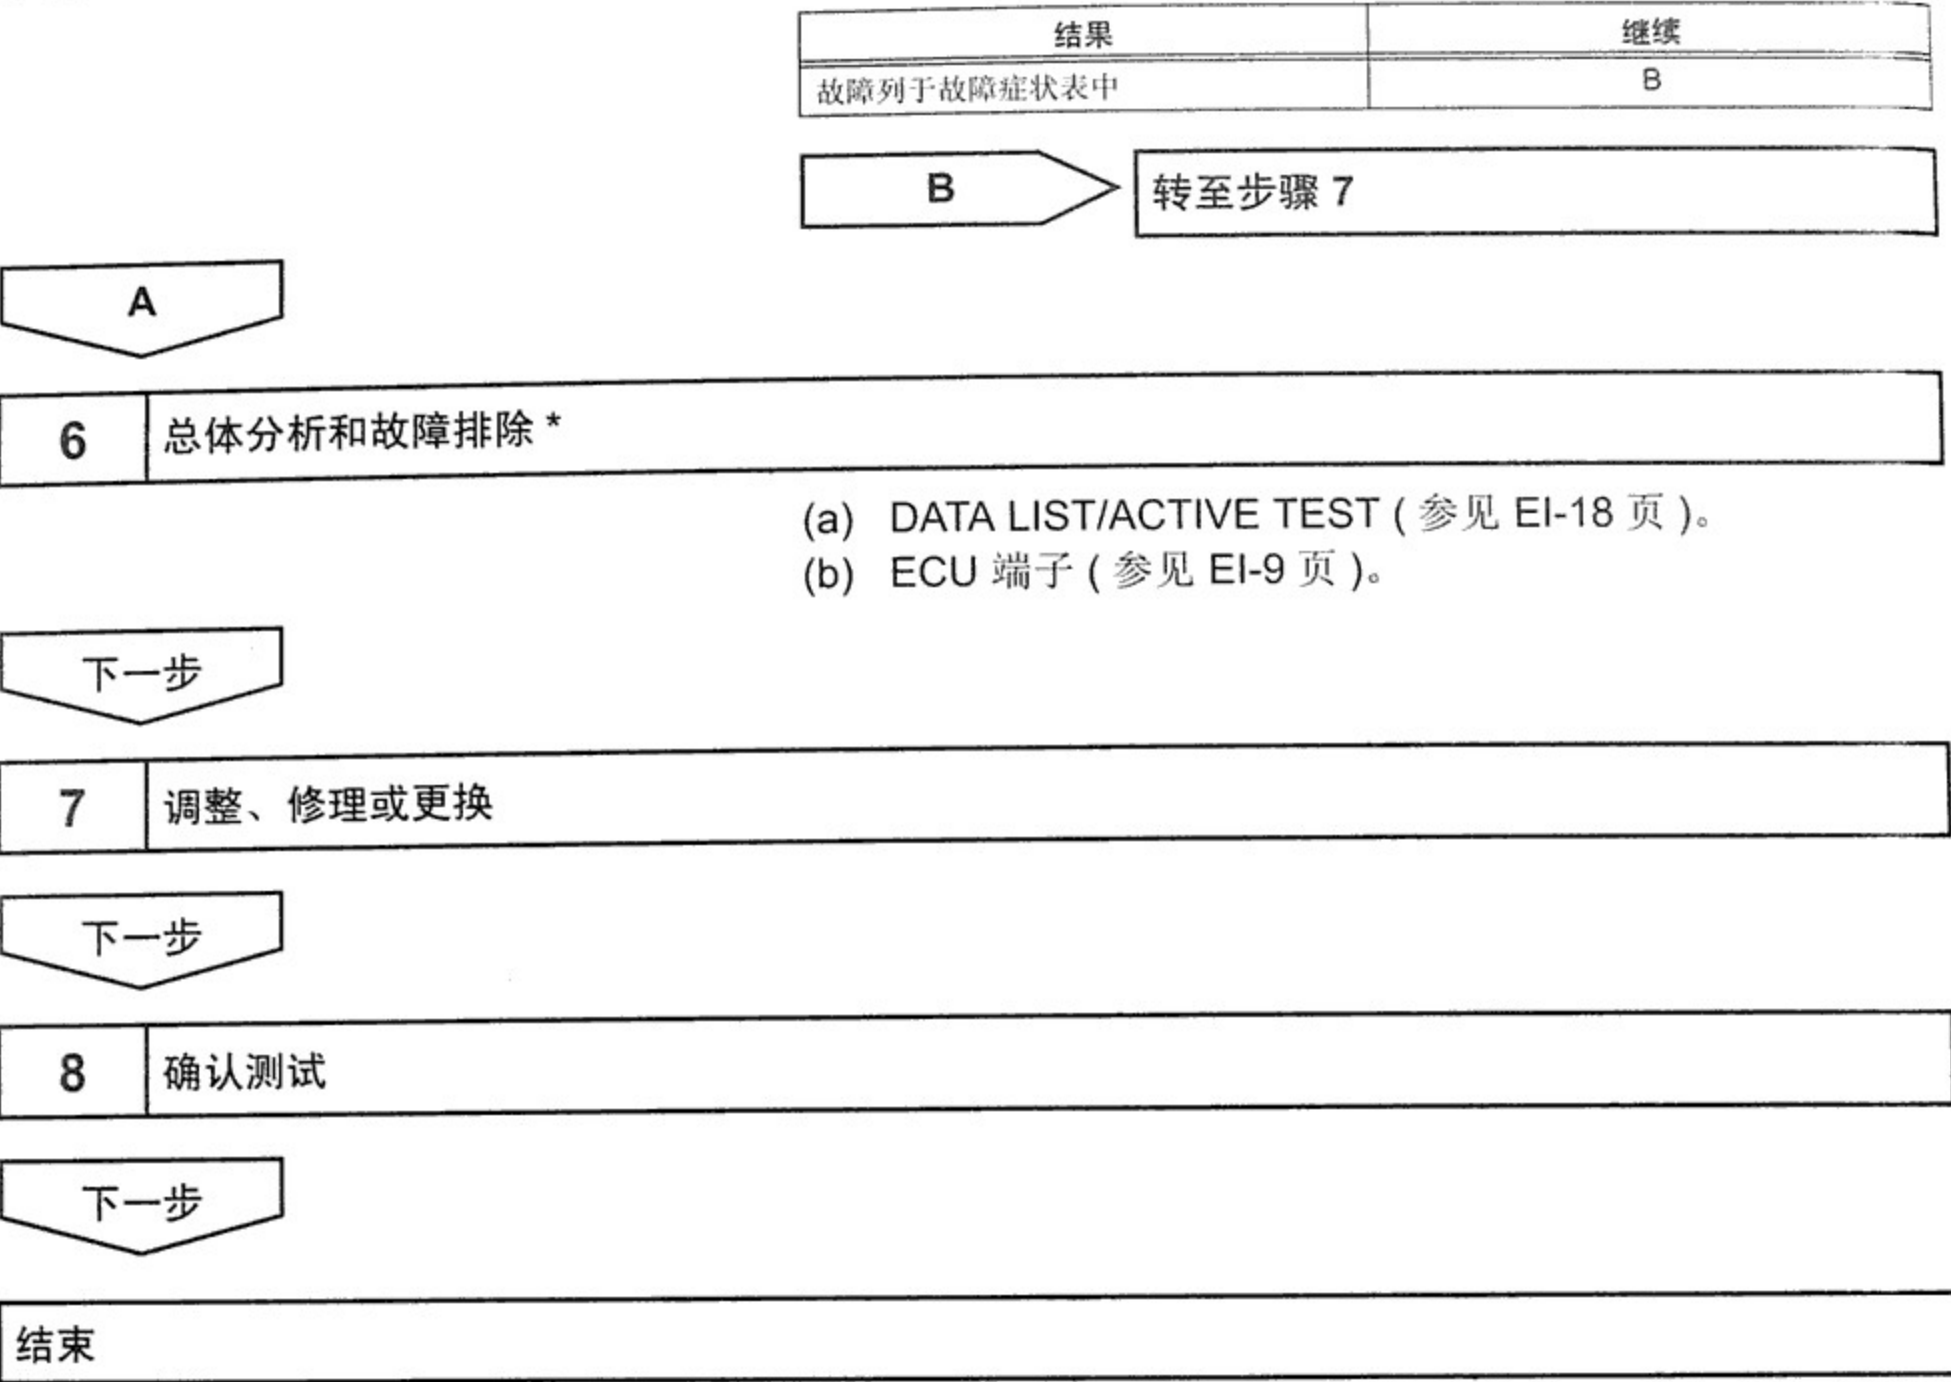 结果 继续
故障列于故障症状表中 B
B 转至步骤 7
A
6 总体分析和故障排除 *
(a) DATA LIST/ACTIVE TEST ( 参见 EI-18 页 )。
(b) ECU 端子 ( 参见 EI-9 页 )。
下一步
7 调整、修理或更换
下一步
8 确认测试
下一步
结束